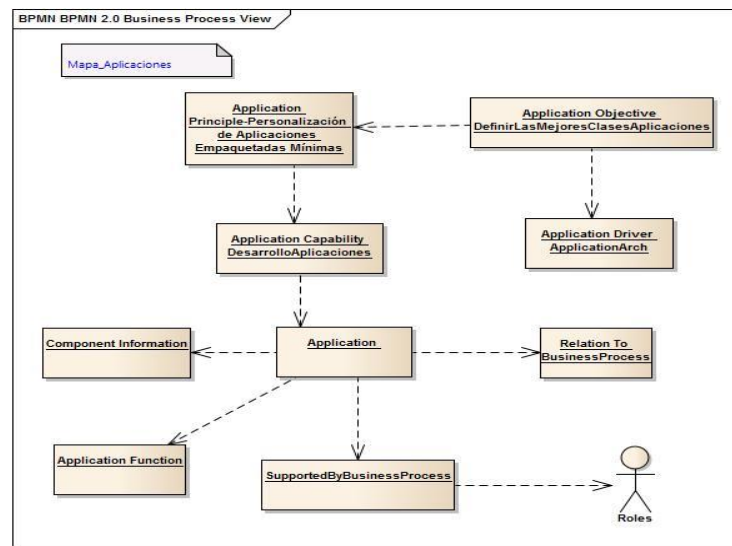 BPMN BPMN 2.0 Business Process View
Mapa_Aplicaciones
Application
Principle-Personalización
de Aplicaciones
Empaquetadas Mínimas
Application Objective
DefinirLasMejoresClasesAplicaciones
Application Capability
DesarrolloAplicaciones
Application Driver
ApplicationArch
Component Information
Application
Relation To
BusinessProcess
Application Function
SupportedByBusinessProcess
Roles